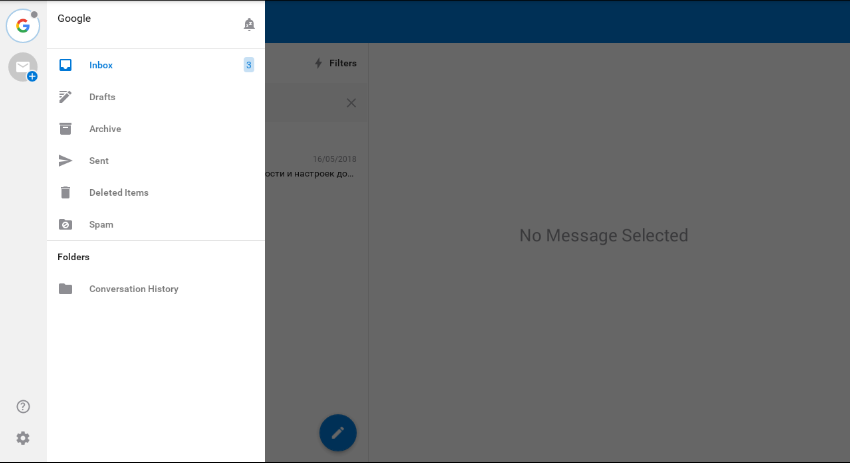 Google
Inbox 3
Drafts
Archive
Sent
Deleted Items
Spam
Folders
Conversation History
Filters
16/05/2018
и настроек до...
No Message Selected